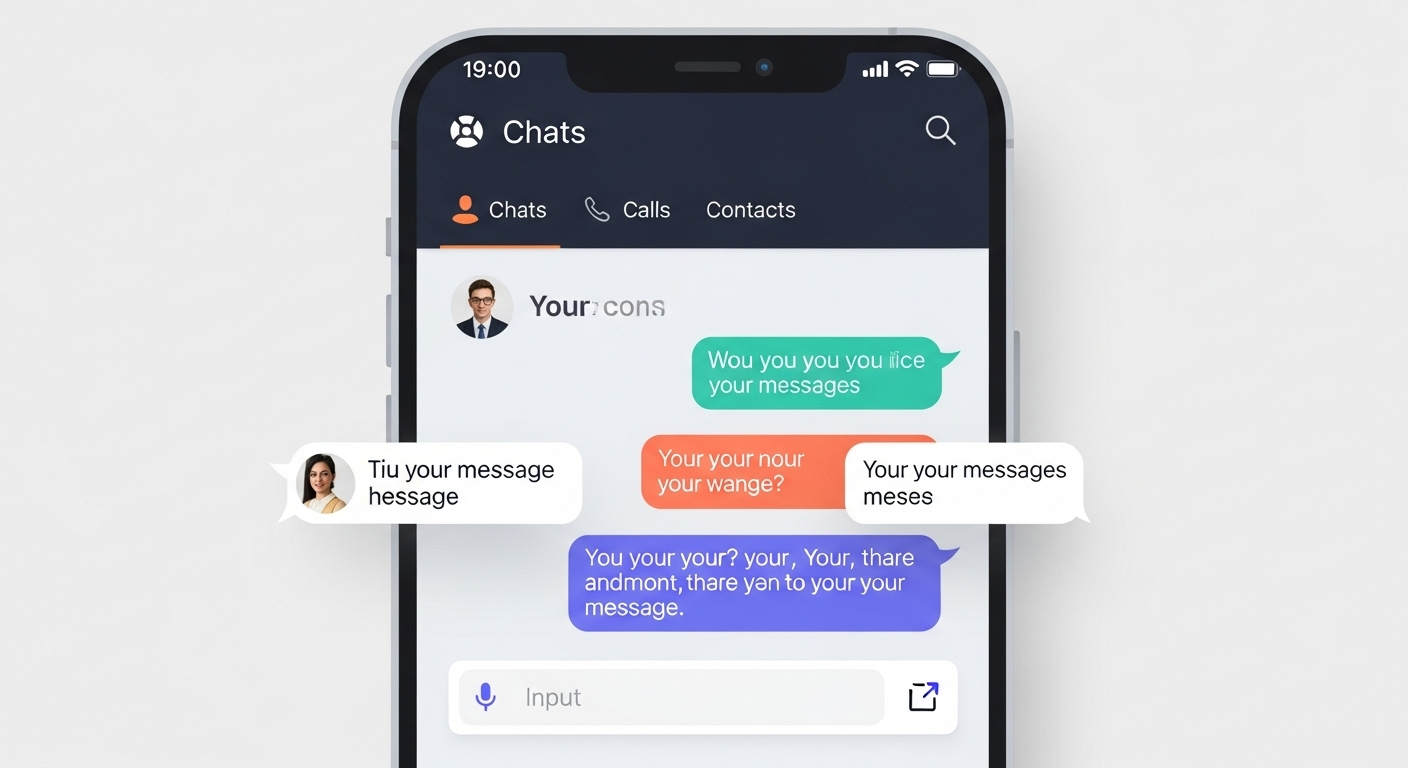 19:00
Chats
Chats Calls Contacts
Your cons
Wou you you you
your messages
Tiu your message
hessage
Your your nour
your wange?
Your your messages
meses
You your your? your, Your, thare
andmont, thare yan to your your
message.
Input